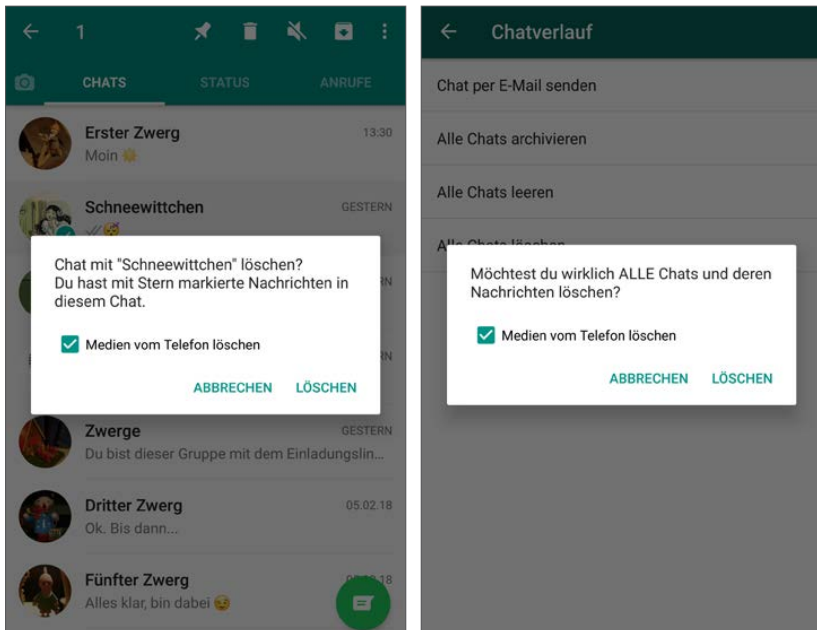 1
CHATS STATUS ANRUFE
Erster Zwerg 13:30
Moin
Schneewittchen GESTERN
Chat mit "Schneewittchen" löschen?
Du hast mit Stern markierte Nachrichten in
diesem Chat.
Medien vom Telefon löschen
ABBRECHEN LÖSCHEN
Zwerge GESTERN
Du bist dieser Gruppe mit dem Einladungslin...
Dritter Zwerg 05.02.18
Ok. Bis dann...
Fünfter Zwerg
Alles klar, bin dabei
Chatverlauf
Chat per E-Mail senden
Alle Chats archivieren
Alle Chats leeren
Alle Chats löschen
Möchtest du wirklich ALLE Chats und deren
Nachrichten löschen?
Medien vom Telefon löschen
ABBRECHEN LÖSCHEN